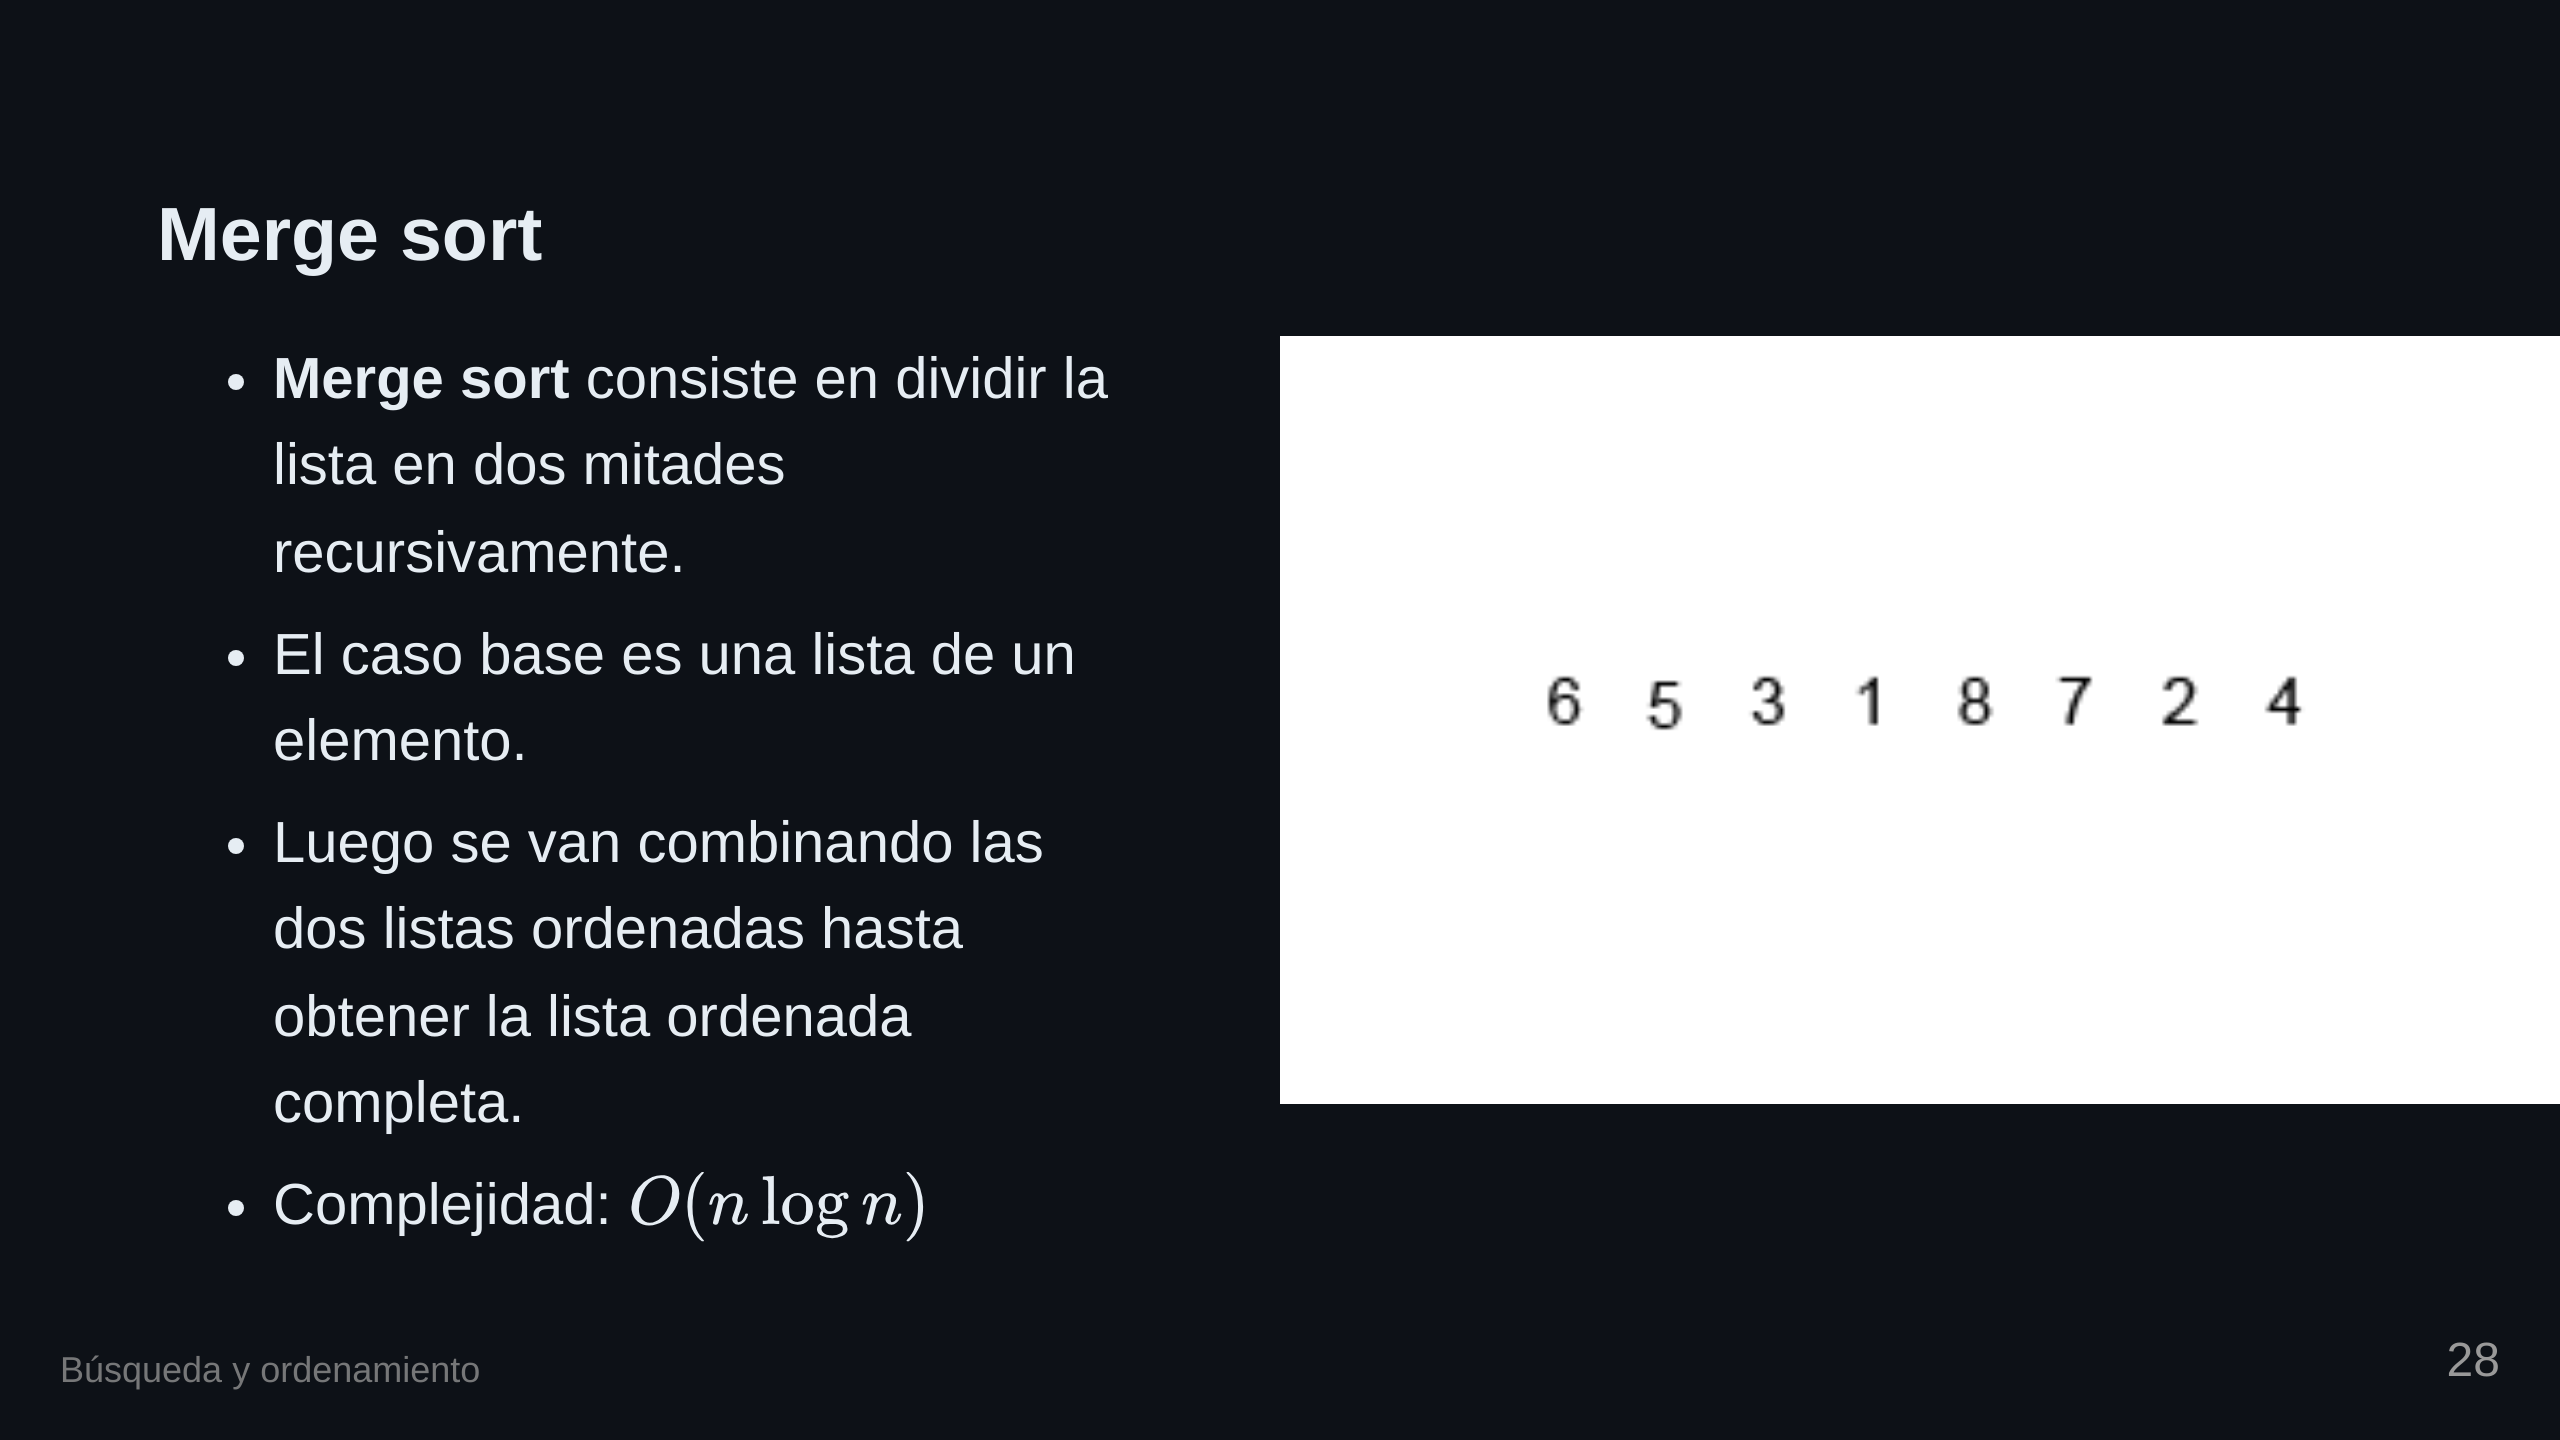 Merge sort
• Merge sort consiste en dividir la
lista en dos mitades
recursivamente.
• El caso base es una lista de un
elemento.
• Luego se van combinando las
dos listas ordenadas hasta
obtener la lista ordenada
completa.
• Complejidad: O(n log n)
6 5 3 1 8 7 2 4
Búsqueda y ordenamiento
28